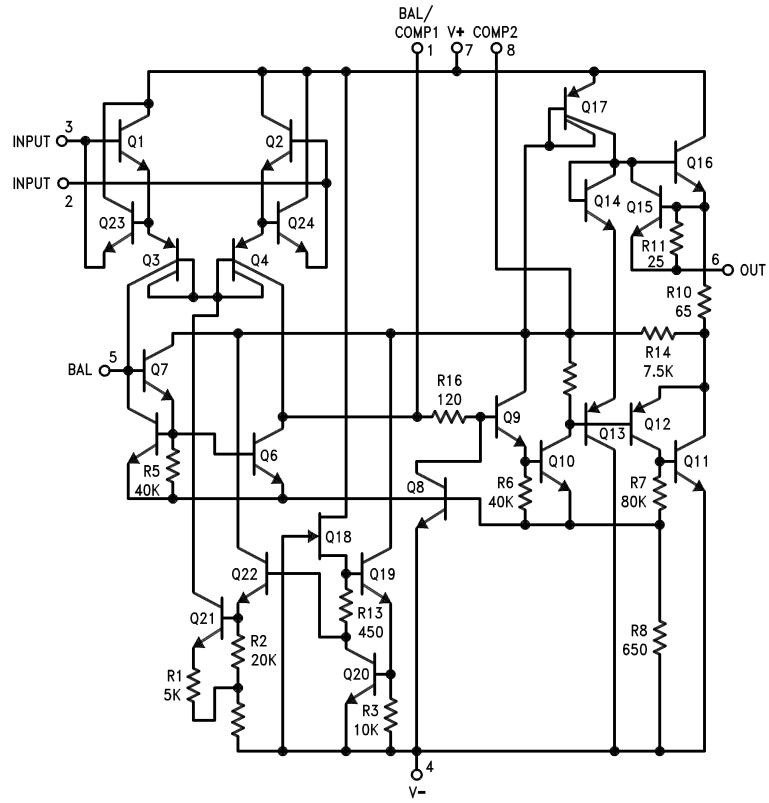 BAL/
COMP1 V+ COMP2
1 7 8
Q17
3
INPUT Q1 Q2 Q16
INPUT
2
Q14 Q15
Q23 Q24
R11
25
6
OUT
Q3 Q4
R10
65
R14
7.5K
5
BAL Q7
R16
120
Q9 Q13 Q12
Q6 Q10 Q11
R5
40K
Q8 R6
40K
R7
80K
Q18
Q22 Q19
Q21 R13
450
R2
20K
R8
650
R1
5K
Q20
R3
10K
4
V-